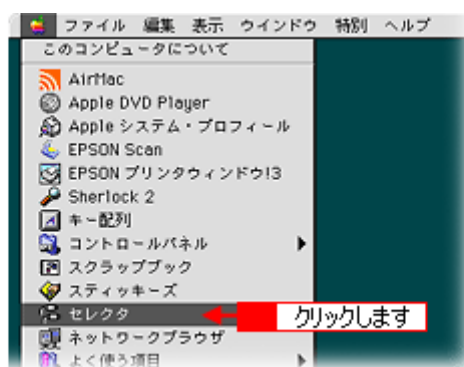 ファイル 編集 表示 ウインドウ 特別 ヘルプ
このコンピュータについて
AirMac
Apple DVD Player
Apple システム・プロフィール
EPSON Scan
EPSON プリンタウィンドウ!3
Sherlock 2
キー配列
コントロールパネル
スクラップブック
スティッキーズ
セレクタ クリックします
ネットワークブラウザ
よく使う項目